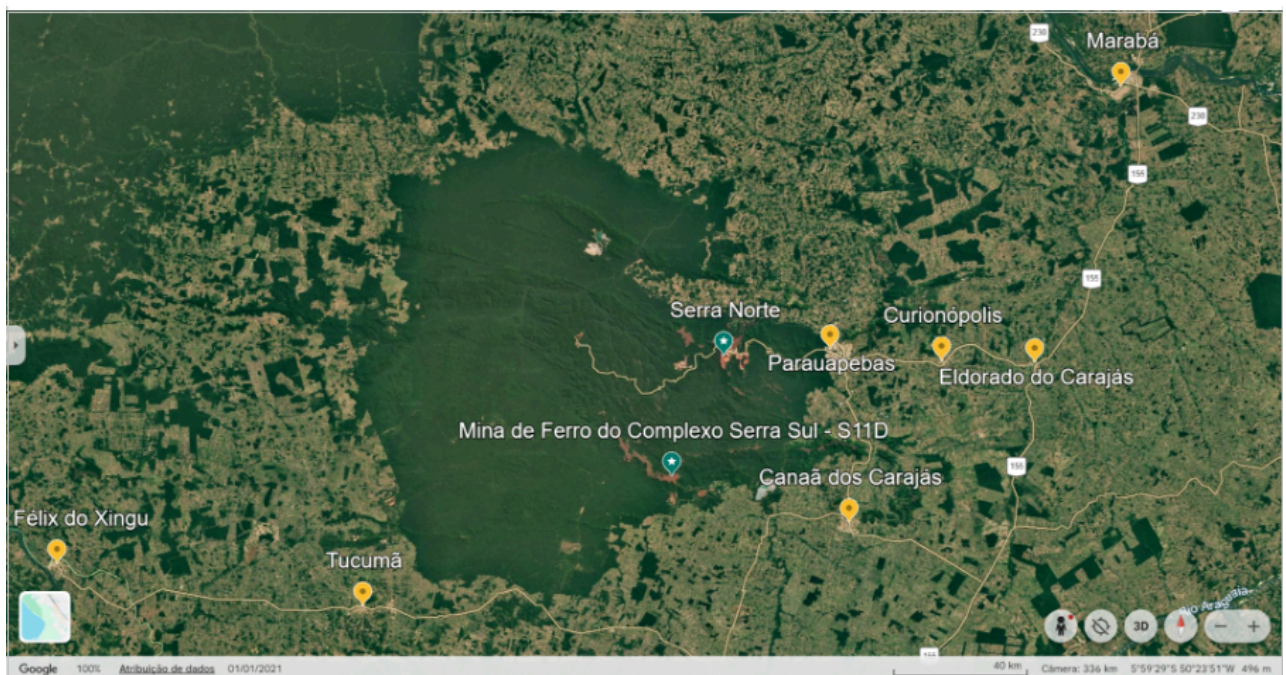 230
Marabá
230
155
155
Serra Norte
Curionópolis
Parauapebas
Eldorado do Carajás
Mina de Ferro do Complexo Serra Sul - S11D
155
Canaã dos Carajás
Félix do Xingu
Tucumã
3D
155
Google 100% Atribuição de dados 01/01/2021 40 km Câmera: 336 km 5°59'29"S 50°23'51"W 496 m